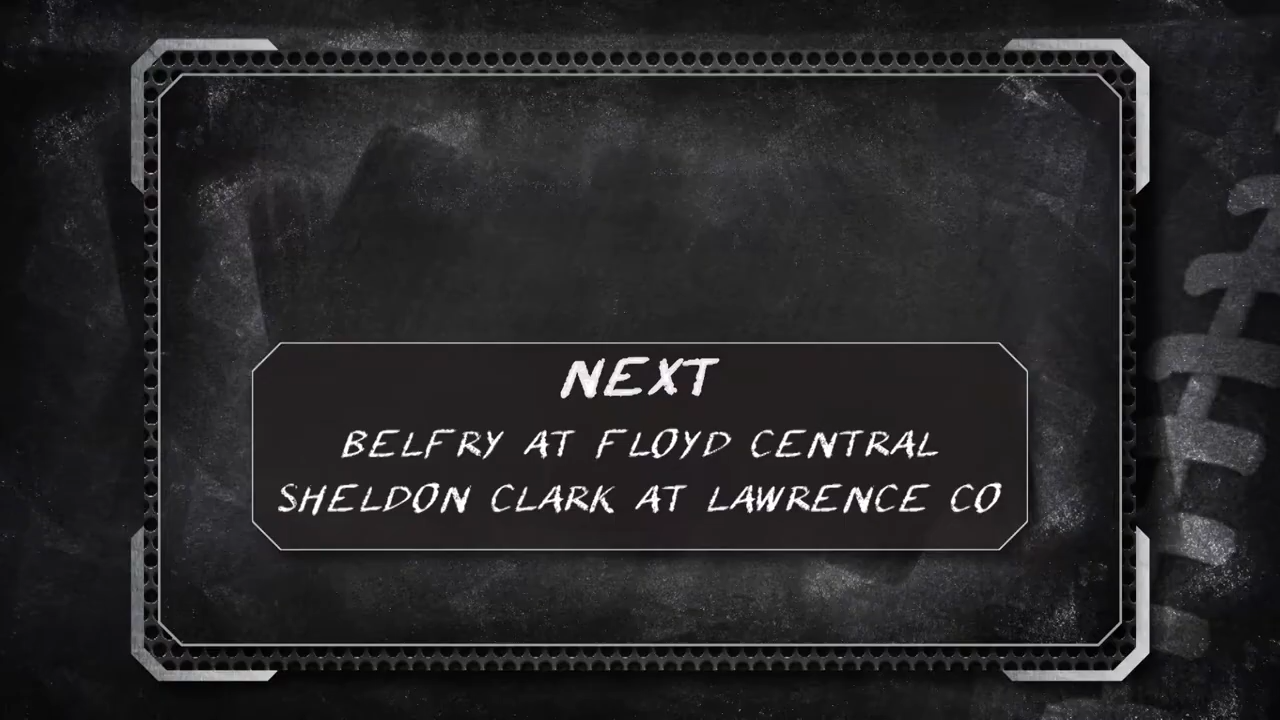 NEXT
BELFRY AT FLOYD CENTRAL
SHELDON CLARK AT LAWRENCE CO